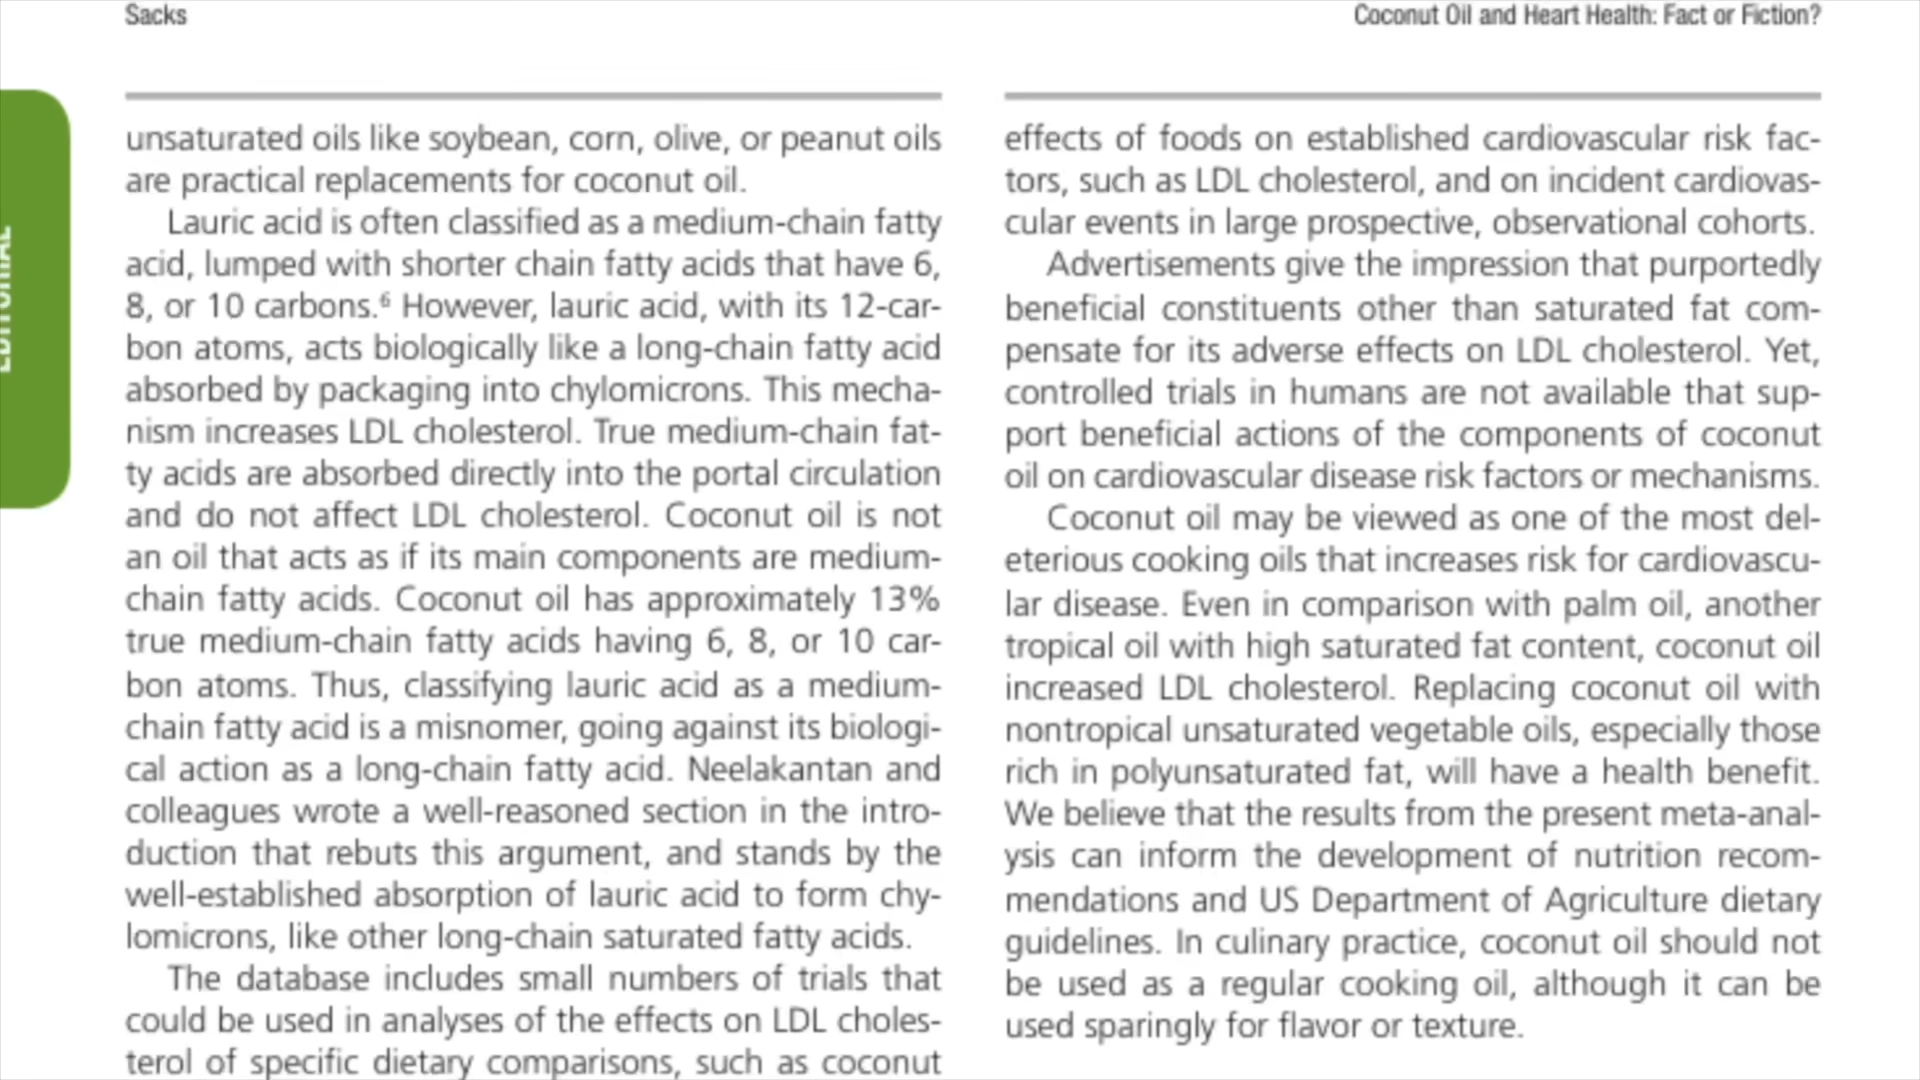 Sacks
Coconut Oil and Heart Health: Fact or Fiction?
EDITORIAL
unsaturated oils like soybean, corn, olive, or peanut oils
are practical replacements for coconut oil.
Lauric acid is often classified as a medium-chain fatty
acid, lumped with shorter chain fatty acids that have 6,
8, or 10 carbons.⁶ However, lauric acid, with its 12-car-
bon atoms, acts biologically like a long-chain fatty acid
absorbed by packaging into chylomicrons. This mecha-
nism increases LDL cholesterol. True medium-chain fat-
ty acids are absorbed directly into the portal circulation
and do not affect LDL cholesterol. Coconut oil is not
an oil that acts as if its main components are medium-
chain fatty acids. Coconut oil has approximately 13%
true medium-chain fatty acids having 6, 8, or 10 car-
bon atoms. Thus, classifying lauric acid as a medium-
chain fatty acid is a misnomer, going against its biologi-
cal action as a long-chain fatty acid. Neelakantan and
colleagues wrote a well-reasoned section in the intro-
duction that rebuts this argument, and stands by the
well-established absorption of lauric acid to form chy-
lomicrons, like other long-chain saturated fatty acids.
The database includes small numbers of trials that
could be used in analyses of the effects on LDL choles-
terol of specific dietary comparisons, such as coconut
effects of foods on established cardiovascular risk fac-
tors, such as LDL cholesterol, and on incident cardiovas-
cular events in large prospective, observational cohorts.
Advertisements give the impression that purportedly
beneficial constituents other than saturated fat com-
pensate for its adverse effects on LDL cholesterol. Yet,
controlled trials in humans are not available that sup-
port beneficial actions of the components of coconut
oil on cardiovascular disease risk factors or mechanisms.
Coconut oil may be viewed as one of the most del-
eterious cooking oils that increases risk for cardiovascu-
lar disease. Even in comparison with palm oil, another
tropical oil with high saturated fat content, coconut oil
increased LDL cholesterol. Replacing coconut oil with
nontropical unsaturated vegetable oils, especially those
rich in polyunsaturated fat, will have a health benefit.
We believe that the results from the present meta-anal-
ysis can inform the development of nutrition recom-
mendations and US Department of Agriculture dietary
guidelines. In culinary practice, coconut oil should not
be used as a regular cooking oil, although it can be
used sparingly for flavor or texture.